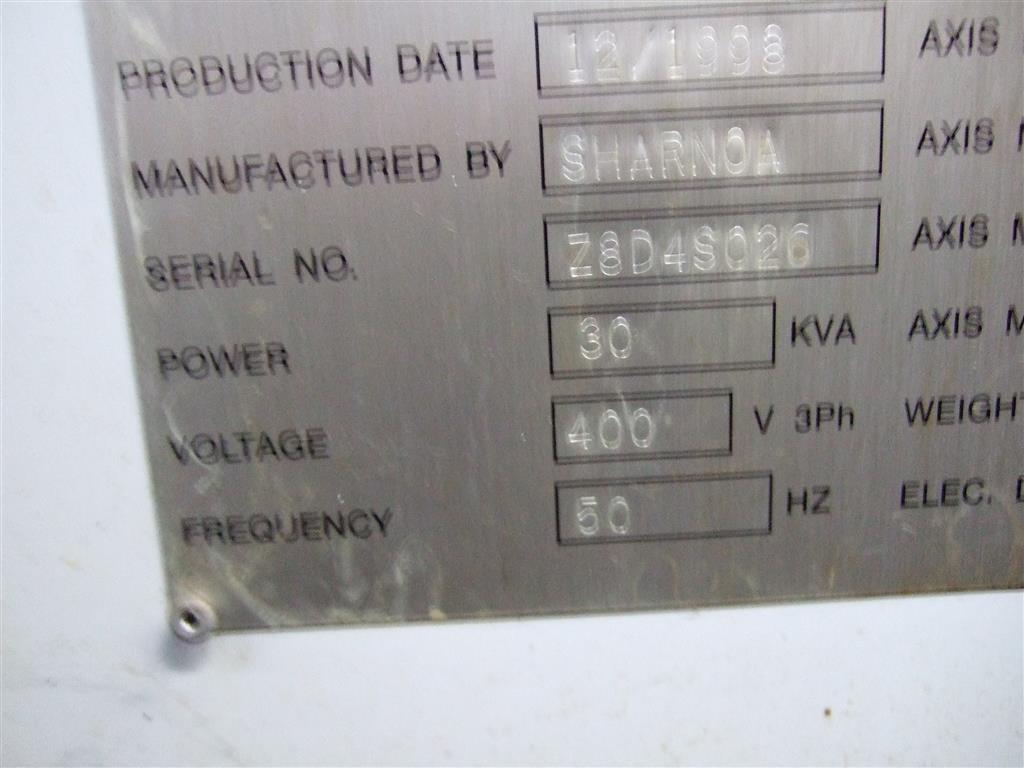 PRODUCTION DATE 12/1998 AXIS
MANUFACTURED BY SHARNOA AXIS
SERIAL NO. Z8D4S026 AXIS M
POWER 30 KVA AXIS M
VOLTAGE 400 V 3Ph WEIGHT
FREQUENCY 50 HZ ELEC.